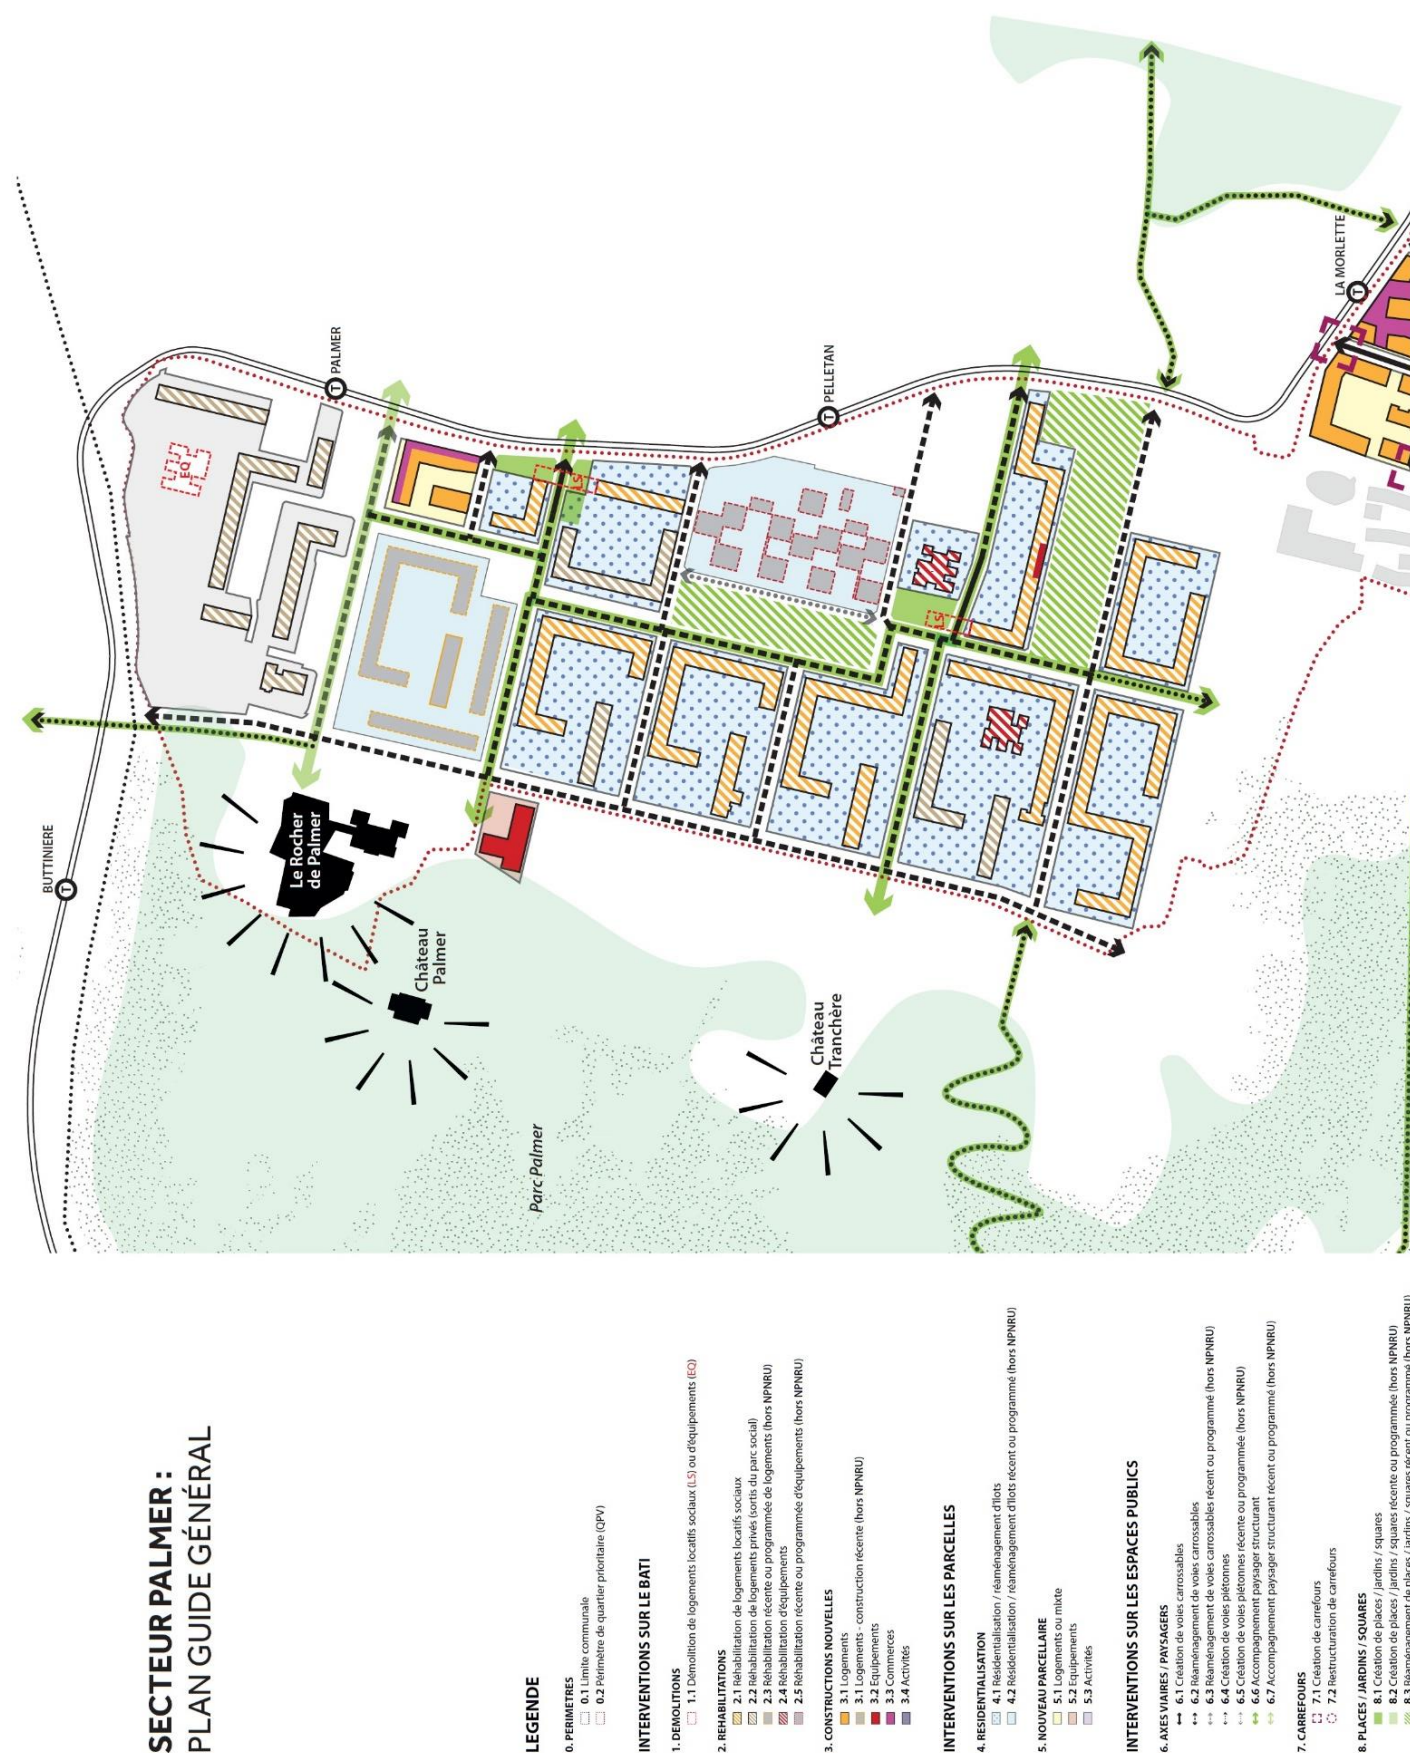 SECTEUR PALMER :
PLAN GUIDE GÉNÉRAL
LEGENDE
0. PERIMETRES
0.1 Limite communale
0.2 Périmètre de quartier prioritaire (QPV)
INTERVENTIONS SUR LE BATI
1. DEMOLITIONS
1.1 Démolition de logements locatifs sociaux (LS) ou d'équipements (EQ)
2. REHABILITATIONS
2.1 Réhabilitation de logements locatifs sociaux
2.2 Réhabilitation de logements privés (sortis du parc social)
2.3 Réhabilitation récente ou programmée de logements (hors NPNRU)
2.4 Réhabilitation d'équipements
2.5 Réhabilitation récente ou programmée d'équipements (hors NPNRU)
3. CONSTRUCTIONS NOUVELLES
3.1 Logements
3.1 Logements - construction récente (hors NPNRU)
3.2 Equipements
3.3 Commerces
3.4 Activités
INTERVENTIONS SUR LES PARCELLES
4. RESIDENTIALISATION
4.1 Résidentialisation / réaménagement d'îlots
4.2 Résidentialisation / réaménagement d'îlots récent ou programmé (hors NPNRU)
5. NOUVEAU PARCELLAIRE
5.1 Logements ou mixte
5.2 Equipements
5.3 Activités
INTERVENTIONS SUR LES ESPACES PUBLICS
6. AXES VIAIRES / PAYSAGERS
6.1 Création de voies carrossables
6.2 Réaménagement de voies carrossables
6.3 Réaménagement de voies carrossables récent ou programmé (hors NPNRU)
6.4 Création de voies piétonnes
6.5 Création de voies piétonnes récente ou programmée (hors NPNRU)
6.6 Accompagnement paysager structurant
6.7 Accompagnement paysager structurant récent ou programmé (hors NPNRU)
7. CARREFOURS
7.1 Création de carrefours
7.2 Restructuration de carrefours
8. PLACES / JARDINS / SQUARES
8.1 Création de places / jardins / squares
8.2 Création de places / jardins / squares récente ou programmée (hors NPNRU)
8.3 Réaménagement de places / jardins / squares récent ou programmé (hors NPNRU)
BUTTINIERE
T
Le Rocher
de Palmer
Château
Palmer
Parc Palmer
Château
Tranchère
EQ
T PALMER
LS
T PELLETAN
LS
LA MORLETTE
T